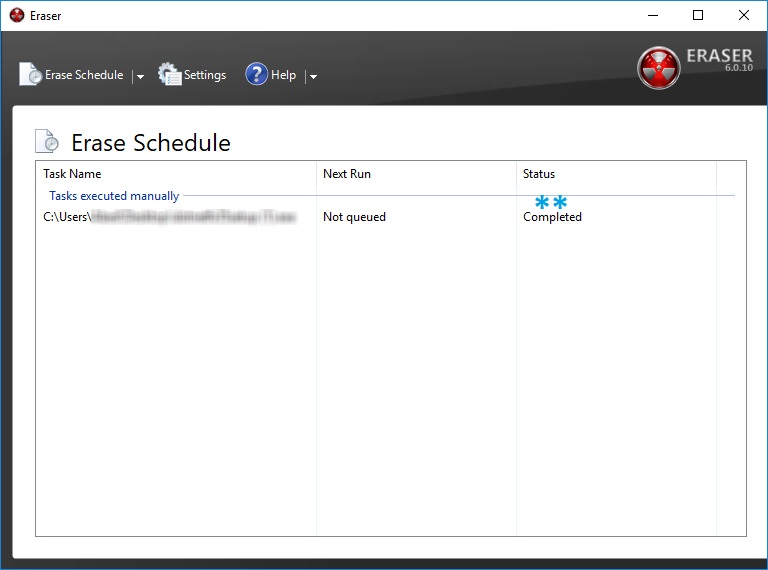 Eraser
Erase Schedule Settings Help
ERASER
6.0.10
Erase Schedule
Task Name Next Run Status
Tasks executed manually
**
C:\Users\ Not queued Completed